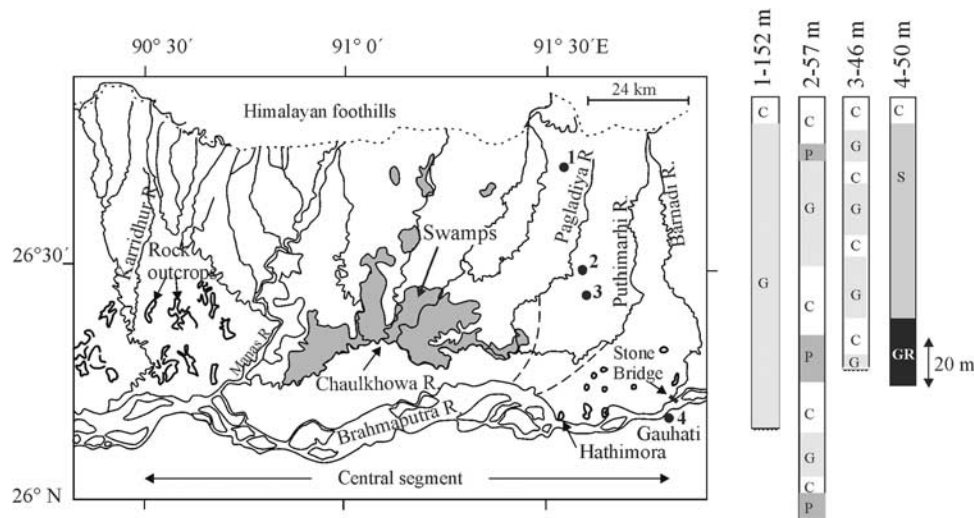 90° 30´
91° 0´
91° 30´E
24 km
Himalayan foothills
1
Karridhur R.
Pagladiya R
Puthimarhi R.
Barnadi R.
26°30´
Rock
outcrops
Swamps
2
3
Manas R
Stone
Bridge
Chaulkhowa R.
Brahmaputra R
4
Gauhati
Hathimora
Central segment
26° N
1-152 m
2-57 m
3-46 m
4-50 m
C
G
C
P
G
C
P
C
G
C
P
C
G
C
G
C
G
C
G
C
S
GR
20 m